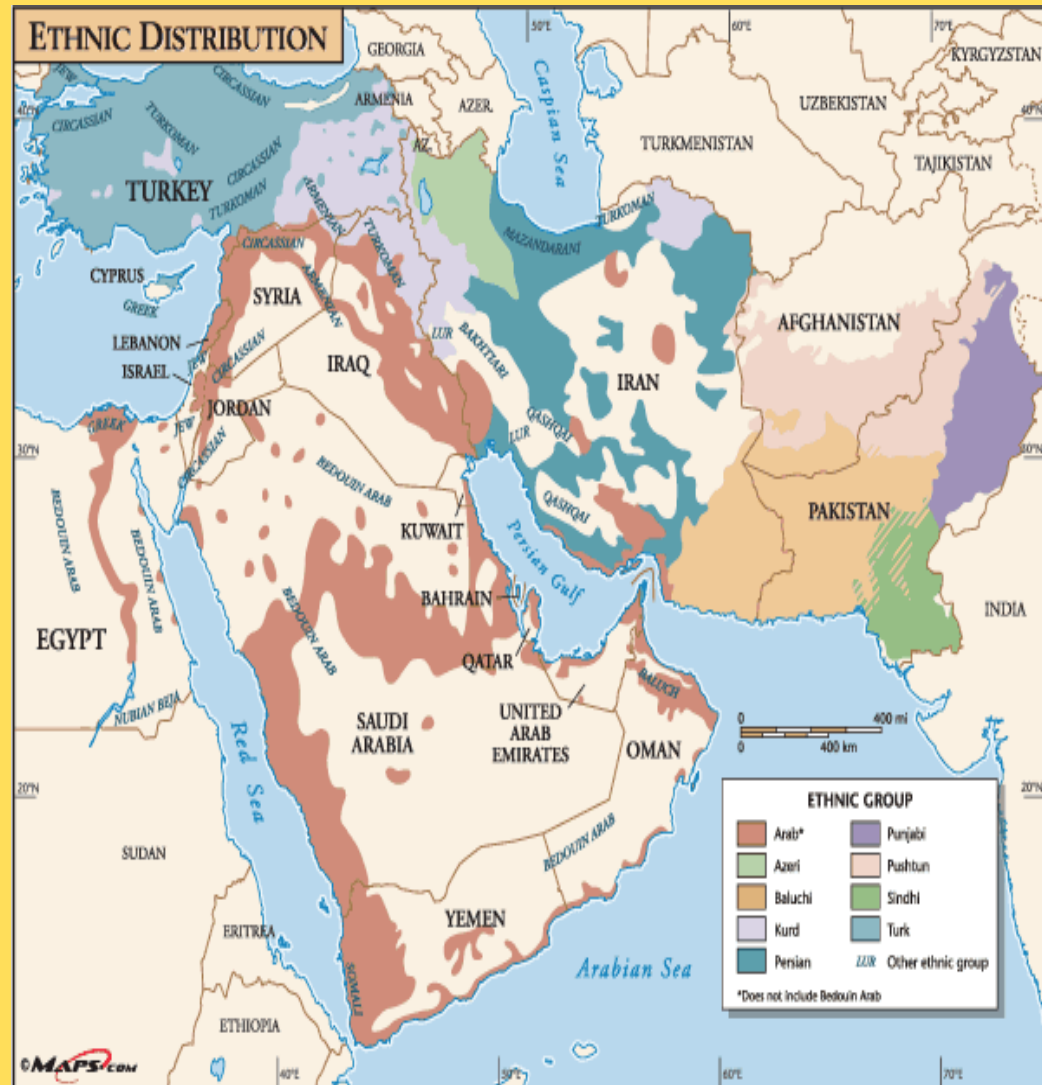 ETHNIC DISTRIBUTION
50°E
60°E
70°E
GEORGIA
KYRGYZSTAN
JEW
CIRCASSIAN
Caspian Sea
ARMENIA
AZER.
UZBEKISTAN
40°N
40°N
CIRCASSIAN
TURKOMAN
TURKMENISTAN
AZ.
TAJIKISTAN
CIRCASSIAN
TURKEY
TURKOMAN
ARMENIAN
TURKOMAN
MAZANDARANI
CIRCASSIAN
TURKOMAN
CYPRUS
GREEK
SYRIA
ARMENIAN
AFGHANISTAN
LEBANON
LUR
BAKHTIARI
JEW
CIRCASSIAN
ISRAEL
IRAQ
IRAN
JORDAN
GREEK
JEW
QASHQAI
LUR
30°N
30°N
CIRCASSIAN
BEDOUIN ARAB
QASHQAI
BEDOUIN ARAB
BEDOUIN ARAB
KUWAIT
PAKISTAN
Persian Gulf
BAHRAIN
BEDOUIN ARAB
INDIA
EGYPT
QATAR
BALUCH
NUBIAN BEJA
Red Sea
SAUDI
ARABIA
UNITED
ARAB
EMIRATES
OMAN
0 400 mi
0 400 km
20°N
20°N
SUDAN
BEDOUIN ARAB
ETHNIC GROUP
Arab*
Punjabi
Azeri
Pushtun
Baluchi
Sindhi
Kurd
Turk
Persian
LUR Other ethnic group
*Does not include Bedouin Arab
YEMEN
ERITREA
SOMALI
Arabian Sea
ETHIOPIA
©MAPS.COM
40°E
50°E
60°E
70°E